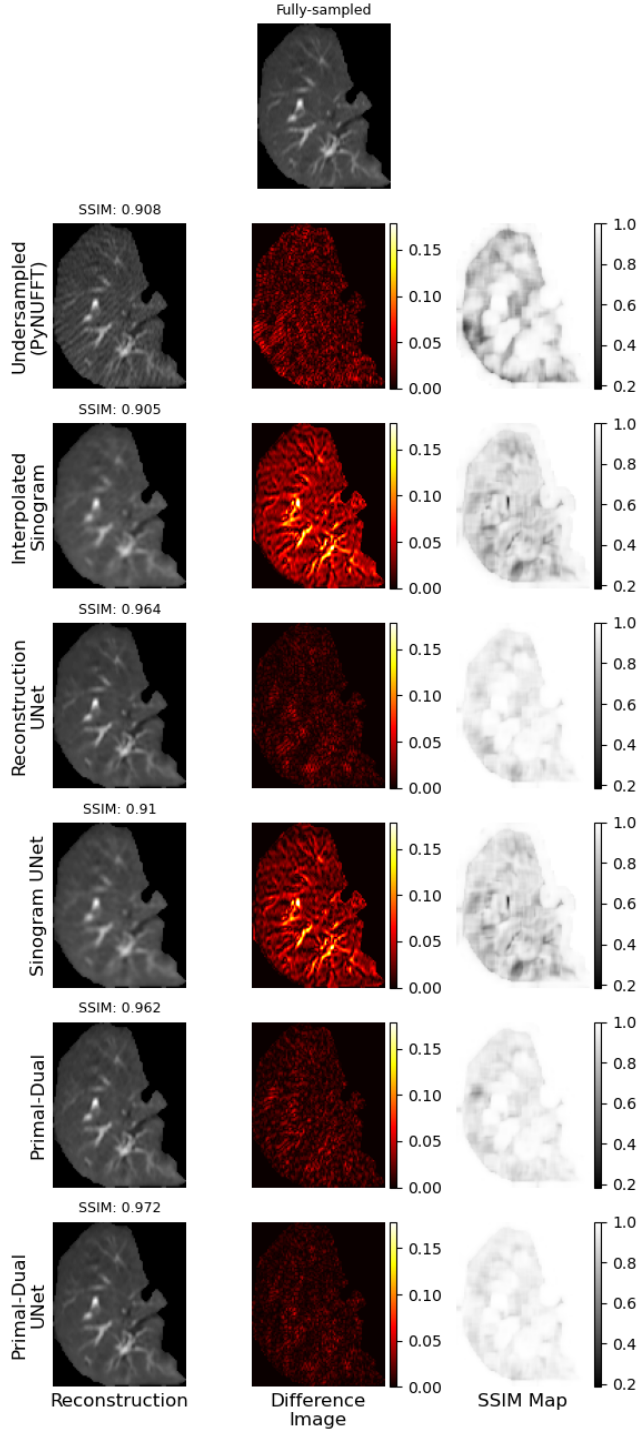 Fully-sampled
SSIM: 0.908
Undersampled
(PyNUFFT)
0.15
0.10
0.05
0.00
1.0
0.8
0.6
0.4
0.2
SSIM: 0.905
Interpolated
Sinogram
0.15
0.10
0.05
0.00
1.0
0.8
0.6
0.4
0.2
SSIM: 0.964
Reconstruction
UNet
0.15
0.10
0.05
0.00
1.0
0.8
0.6
0.4
0.2
SSIM: 0.91
Sinogram UNet
0.15
0.10
0.05
0.00
1.0
0.8
0.6
0.4
0.2
SSIM: 0.962
Primal-Dual
0.15
0.10
0.05
0.00
1.0
0.8
0.6
0.4
0.2
SSIM: 0.972
Primal-Dual
UNet
0.15
0.10
0.05
0.00
1.0
0.8
0.6
0.4
0.2
Reconstruction
Difference
Image
SSIM Map